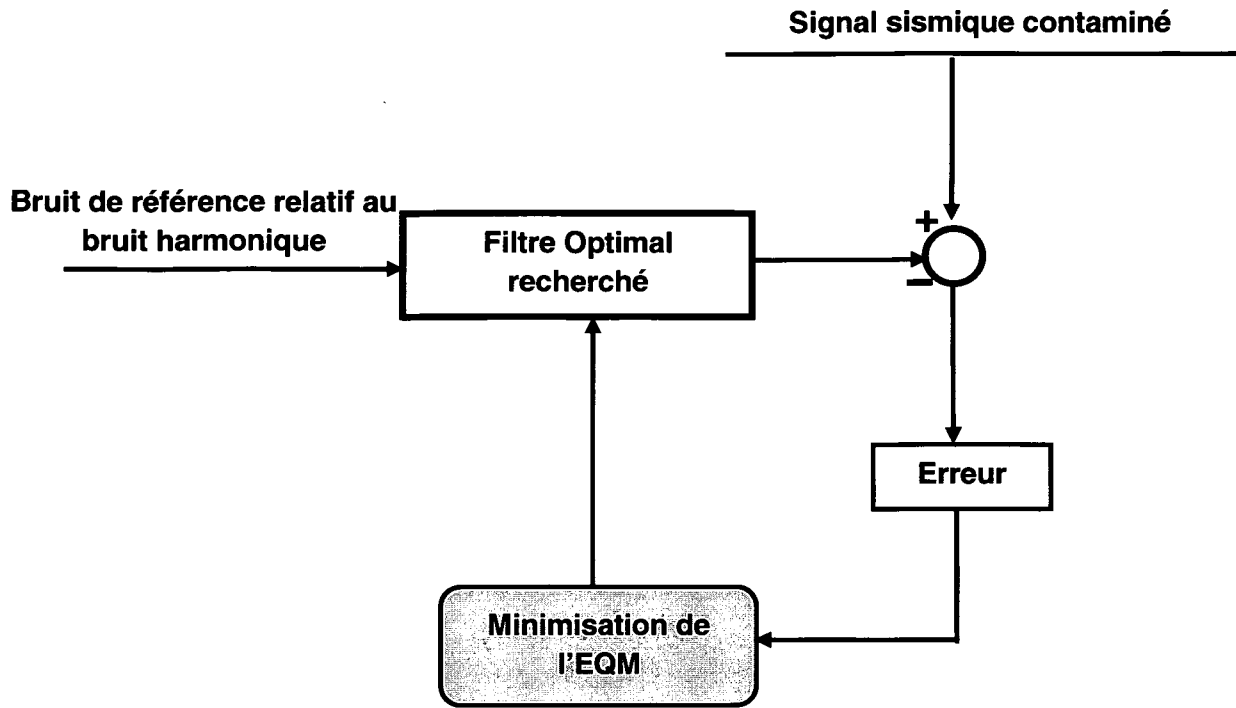 Signal sismique contaminé
Bruit de référence relatif au
bruit harmonique
Filtre Optimal
recherché
+
−
Erreur
Minimisation de
l'EQM